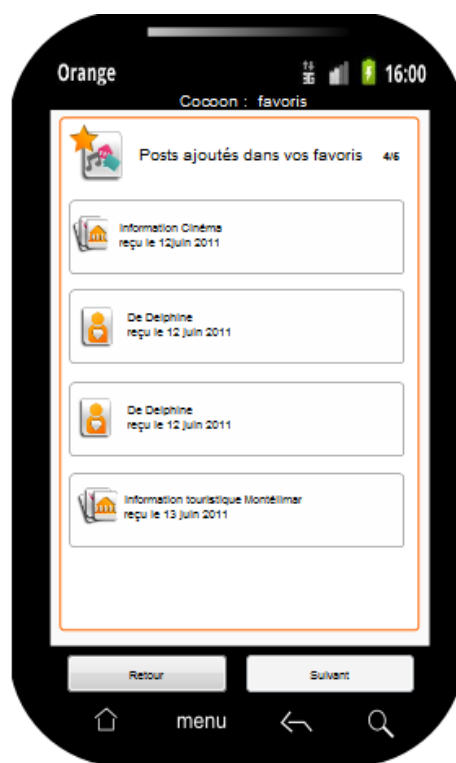 Orange 3G 16:00
Cocoon : favoris
Posts ajoutés dans vos favoris 4/6
Information Cinéma
reçu le 12juin 2011
De Delphine
reçu le 12 juin 2011
De Delphine
reçu le 12 juin 2011
Information touristique Montélimar
reçu le 13 juin 2011
Retour Suivant
menu